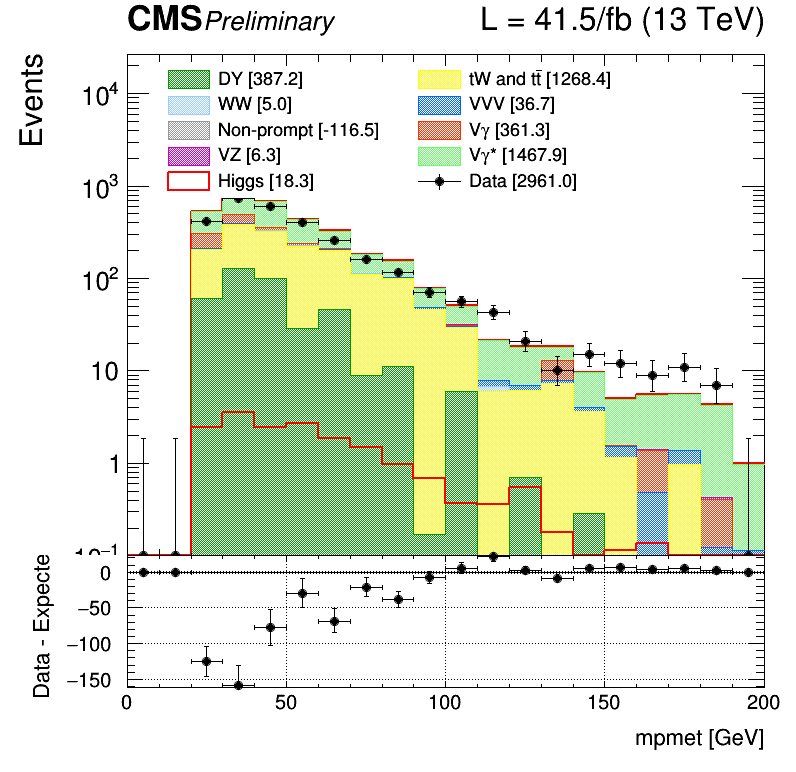 CMS Preliminary L = 41.5/fb (13 TeV)
Events
DY [387.2] tW and tt̄ [1268.4]
WW [5.0] VVV [36.7]
Non-prompt [-116.5] Vγ [361.3]
VZ [6.3] Vγ* [1467.9]
Higgs [18.3] Data [2961.0]
10⁴
10³
10²
10
1
10⁻¹
Data - Expecte
0
−50
−100
−150
0 50 100 150 200
mpmet [GeV]